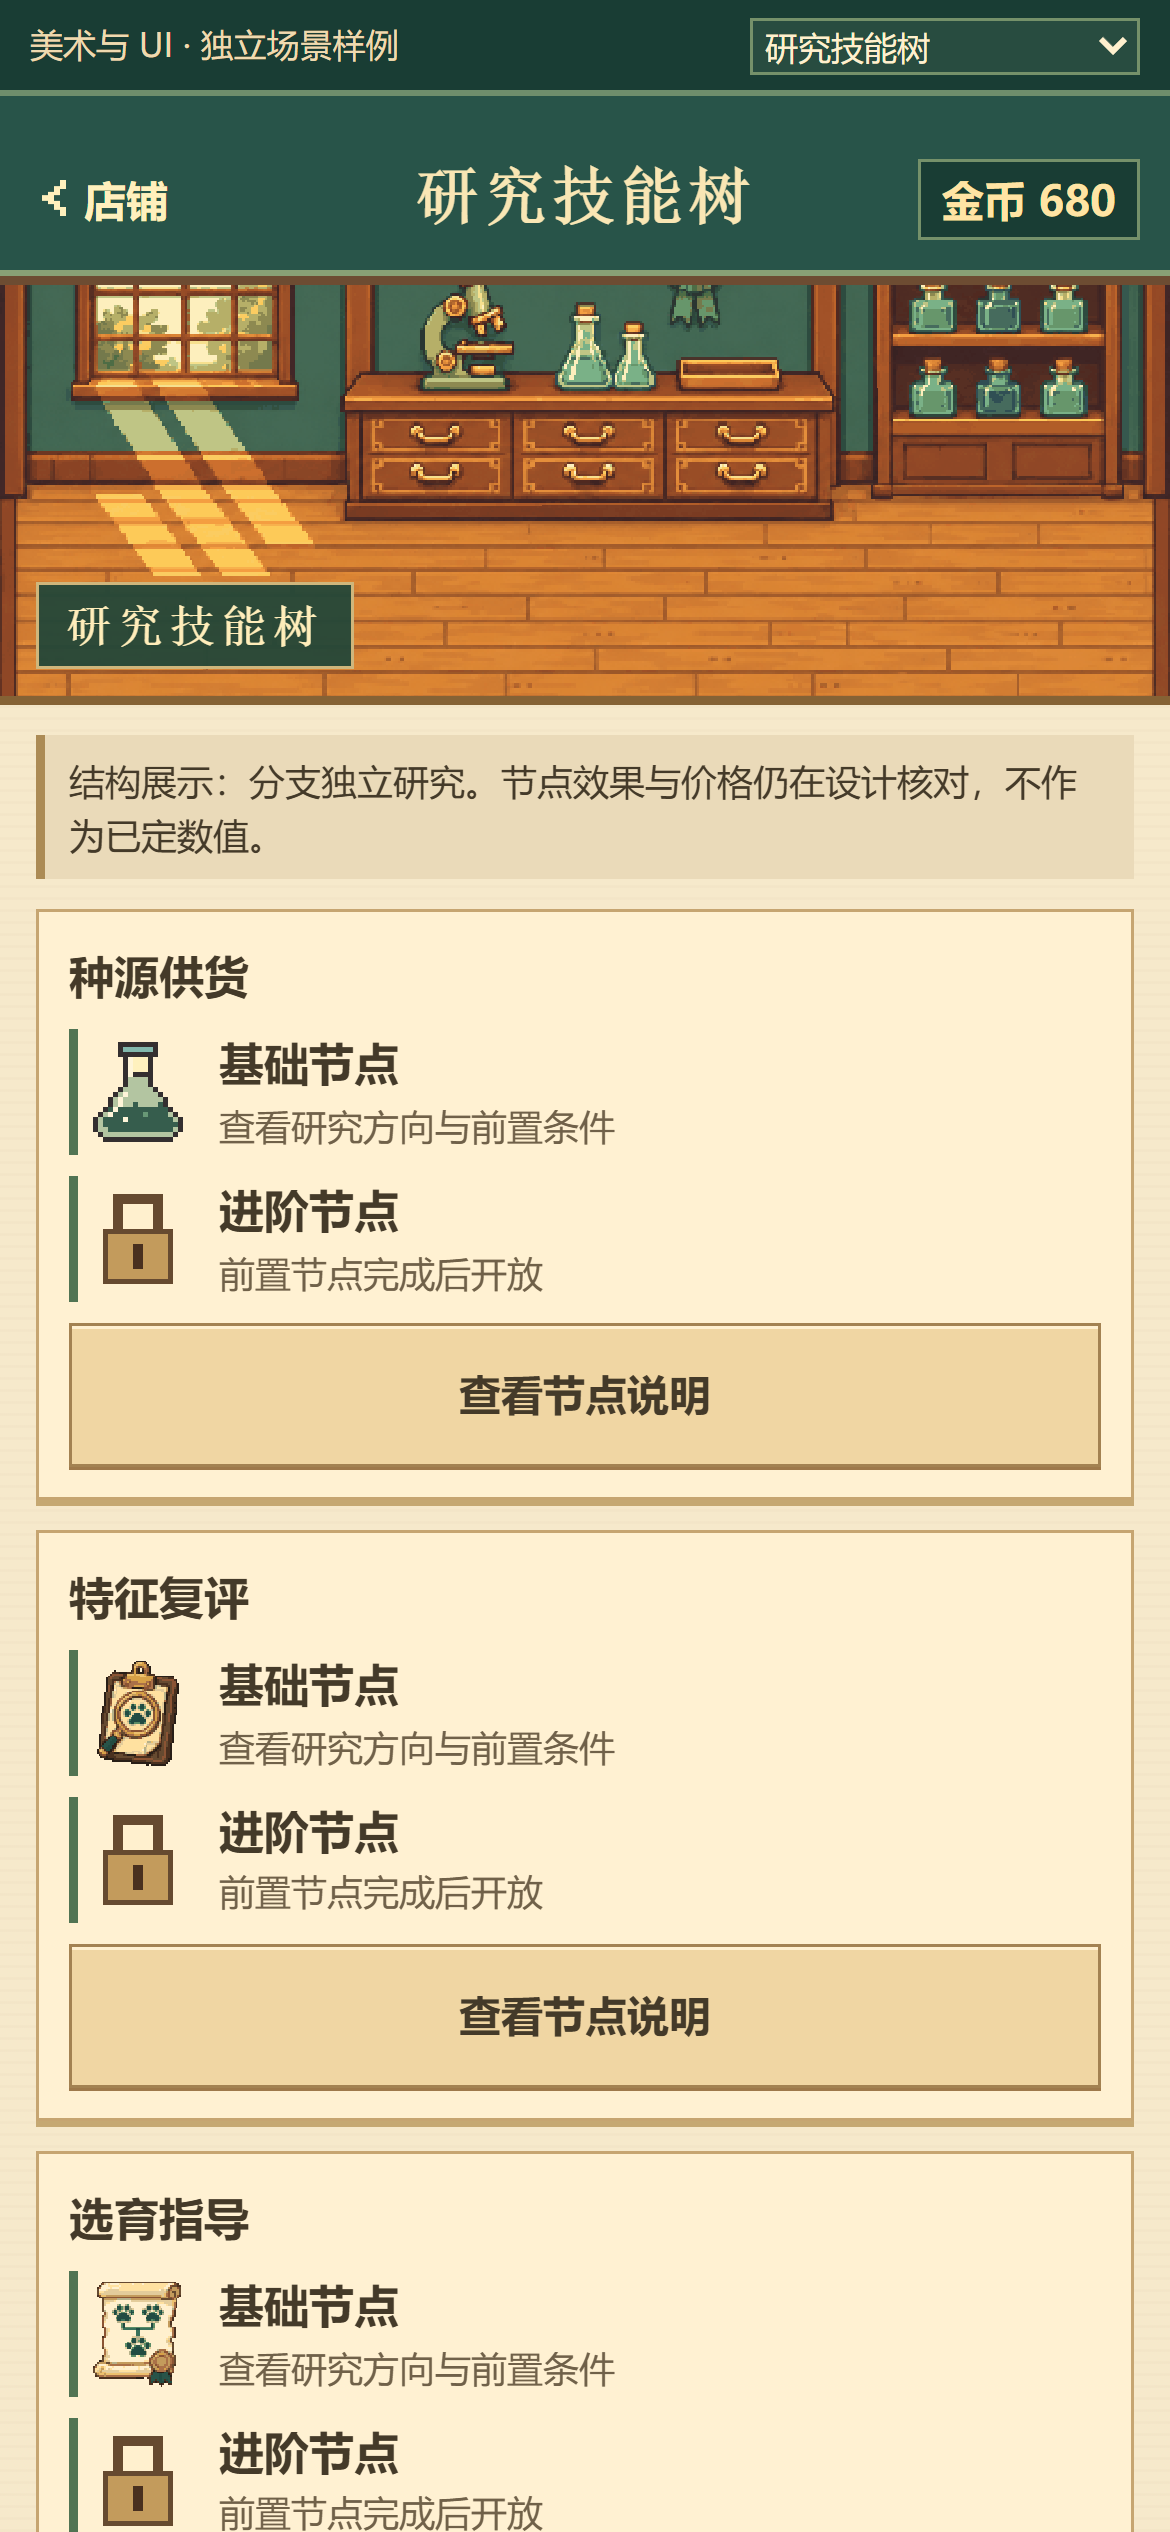 美术与 UI · 独立场景样例
研究技能树
店铺
研究技能树
金币 680
研究技能树
结构展示：分支独立研究。节点效果与价格仍在设计核对，不作
为已定数值。
种源供货
基础节点
查看研究方向与前置条件
进阶节点
前置节点完成后开放
查看节点说明
特征复评
基础节点
查看研究方向与前置条件
进阶节点
前置节点完成后开放
查看节点说明
选育指导
基础节点
查看研究方向与前置条件
进阶节点
前置节点完成后开放